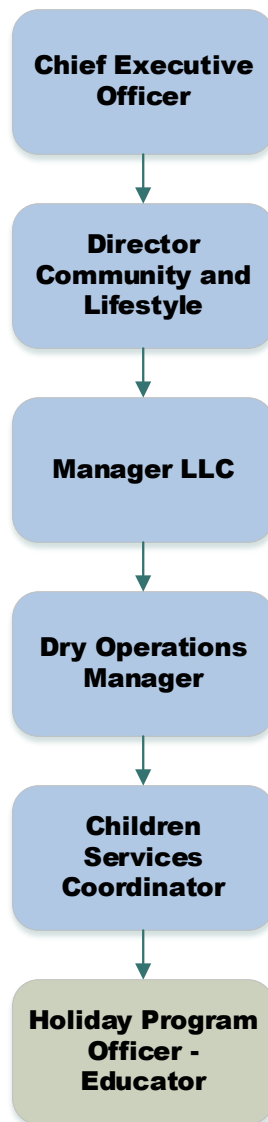 Chief Executive
Officer
Director
Community and
Lifestyle
Manager LLC
Dry Operations
Manager
Children
Services
Coordinator
Holiday Program
Officer -
Educator